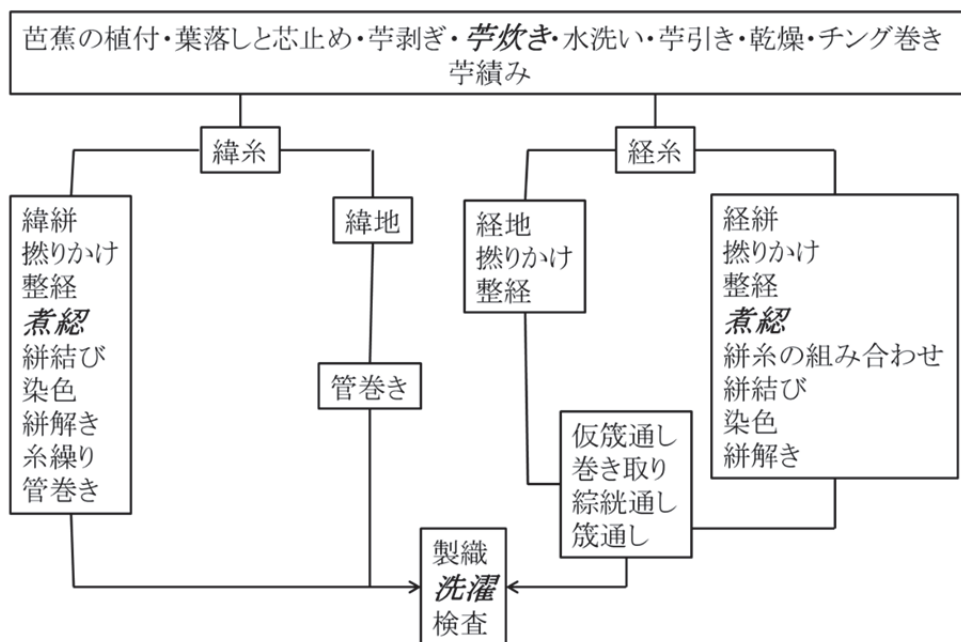 芭蕉の植付・葉落しと芯止め・苧剥ぎ・苧炊き・水洗い・苧引き・乾燥・チング巻き
苧績み
緯糸
経糸
緯絣
撚りかけ
整経
煮綛
絣結び
染色
絣解き
糸繰り
管巻き
緯地
管巻き
経地
撚りかけ
整経
経絣
撚りかけ
整経
煮綛
絣糸の組み合わせ
絣結び
染色
絣解き
仮筬通し
巻き取り
綜絖通し
筬通し
製織
洗濯
検査